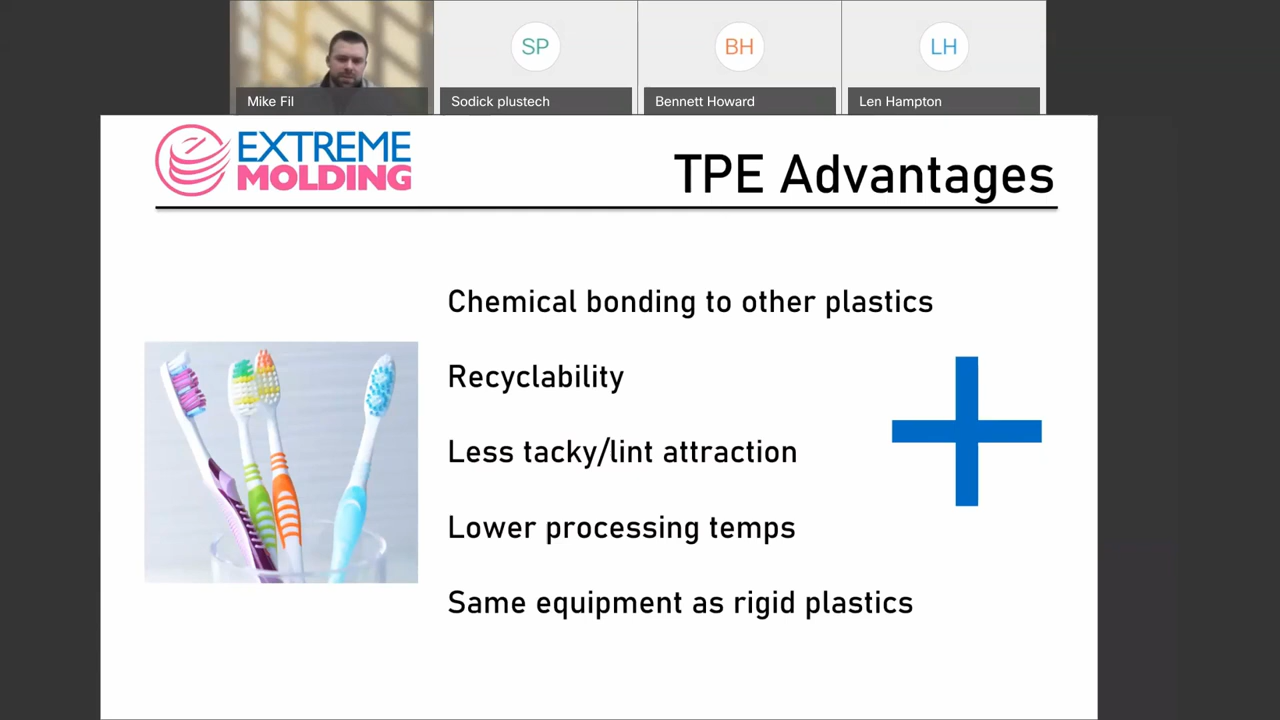 SP
BH
LH
Mike Fil
Sodick plustech
Bennett Howard
Len Hampton
EXTREME
MOLDING
TPE Advantages
Chemical bonding to other plastics
Recyclability
Less tacky/lint attraction
Lower processing temps
Same equipment as rigid plastics